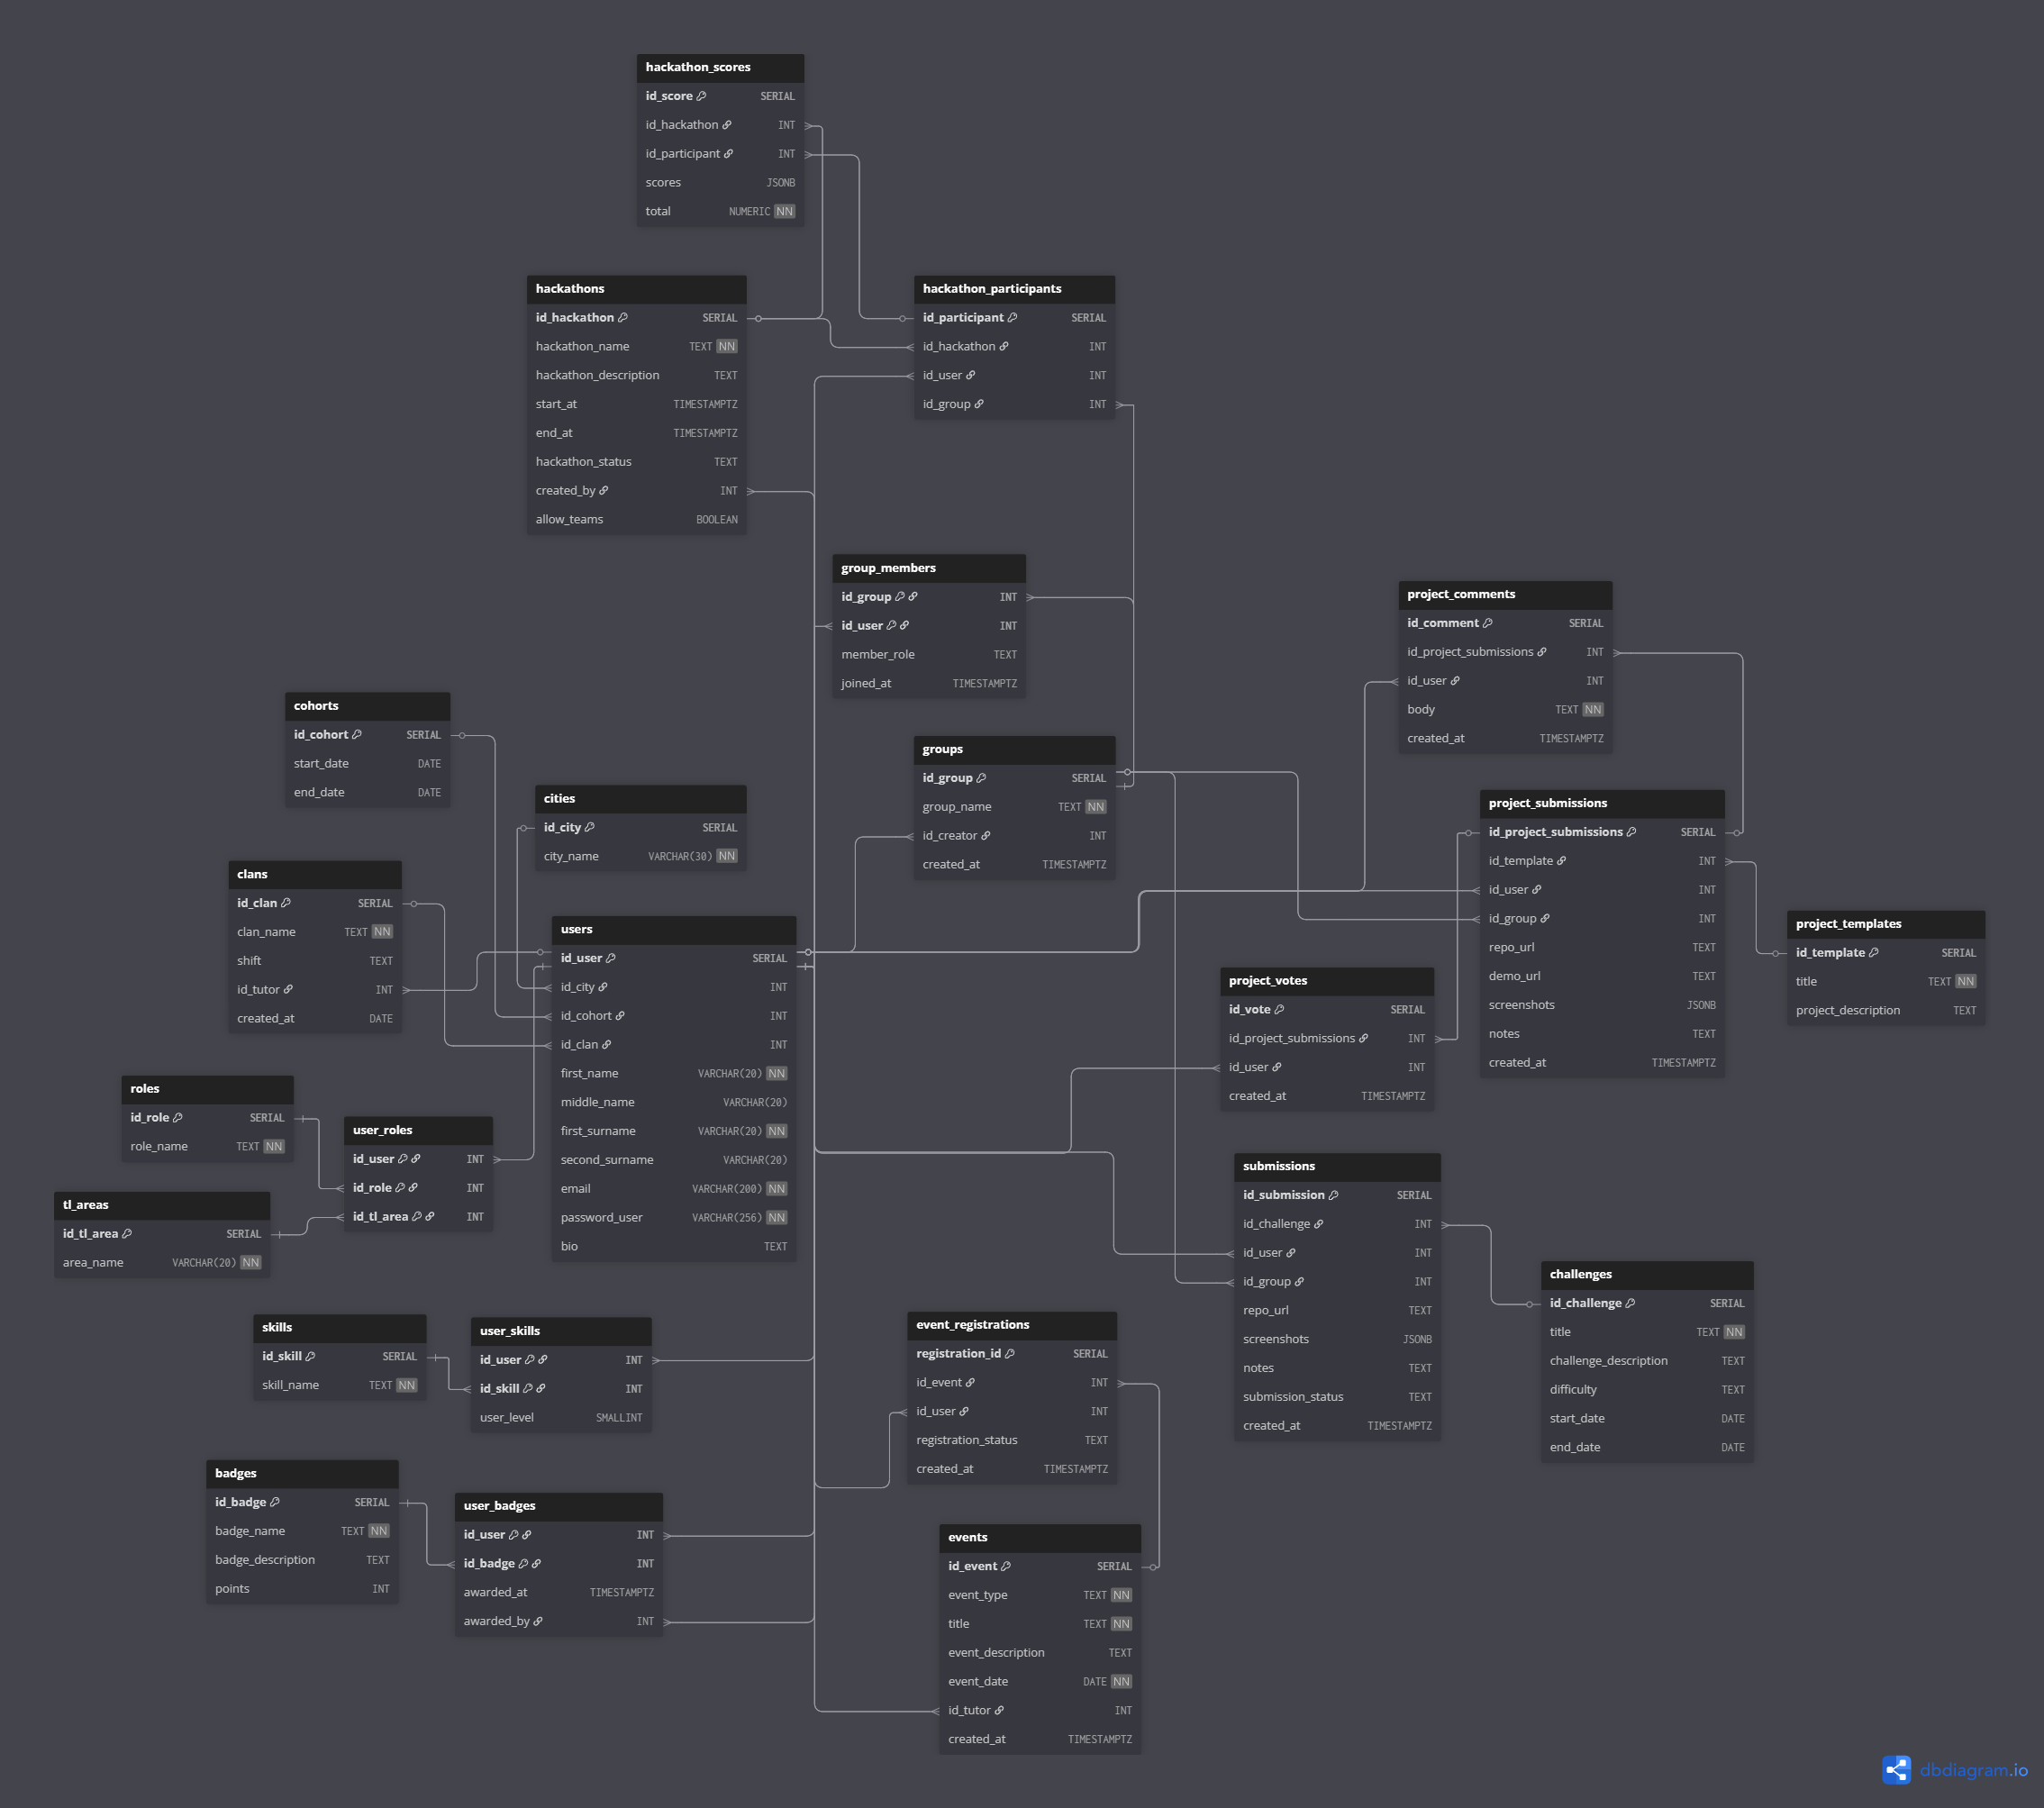 hackathon_scores
id_score SERIAL
id_hackathon INT
id_participant INT
scores JSONB
total NUMERIC NN
hackathons
id_hackathon SERIAL
hackathon_name TEXT NN
hackathon_description TEXT
start_at TIMESTAMPTZ
end_at TIMESTAMPTZ
hackathon_status TEXT
created_by INT
allow_teams BOOLEAN
hackathon_participants
id_participant SERIAL
id_hackathon INT
id_user INT
id_group INT
group_members
id_group INT
id_user INT
member_role TEXT
joined_at TIMESTAMPTZ
project_comments
id_comment SERIAL
id_project_submissions INT
id_user INT
body TEXT NN
created_at TIMESTAMPTZ
cohorts
id_cohort SERIAL
start_date DATE
end_date DATE
groups
id_group SERIAL
group_name TEXT NN
id_creator INT
created_at TIMESTAMPTZ
cities
id_city SERIAL
city_name VARCHAR(30) NN
project_submissions
id_project_submissions SERIAL
id_template INT
id_user INT
id_group INT
repo_url TEXT
demo_url TEXT
screenshots JSONB
notes TEXT
created_at TIMESTAMPTZ
clans
id_clan SERIAL
clan_name TEXT NN
shift TEXT
id_tutor INT
created_at DATE
project_templates
id_template SERIAL
title TEXT NN
project_description TEXT
users
id_user SERIAL
id_city INT
id_cohort INT
id_clan INT
first_name VARCHAR(20) NN
middle_name VARCHAR(20)
first_surname VARCHAR(20) NN
second_surname VARCHAR(20)
email VARCHAR(200) NN
password_user VARCHAR(256) NN
bio TEXT
project_votes
id_vote SERIAL
id_project_submissions INT
id_user INT
created_at TIMESTAMPTZ
roles
id_role SERIAL
role_name TEXT NN
user_roles
id_user INT
id_role INT
id_tl_area INT
tl_areas
id_tl_area SERIAL
area_name VARCHAR(20) NN
submissions
id_submission SERIAL
id_challenge INT
id_user INT
id_group INT
repo_url TEXT
screenshots JSONB
notes TEXT
submission_status TEXT
created_at TIMESTAMPTZ
challenges
id_challenge SERIAL
title TEXT NN
challenge_description TEXT
difficulty TEXT
start_date DATE
end_date DATE
skills
id_skill SERIAL
skill_name TEXT NN
user_skills
id_user INT
id_skill INT
user_level SMALLINT
event_registrations
registration_id SERIAL
id_event INT
id_user INT
registration_status TEXT
created_at TIMESTAMPTZ
badges
id_badge SERIAL
badge_name TEXT NN
badge_description TEXT
points INT
user_badges
id_user INT
id_badge INT
awarded_at TIMESTAMPTZ
awarded_by INT
events
id_event SERIAL
event_type TEXT NN
title TEXT NN
event_description TEXT
event_date DATE NN
id_tutor INT
created_at TIMESTAMPTZ
dbdiagram.io